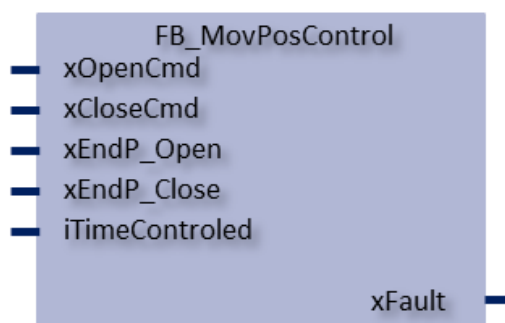 FB_MovPosControl
xOpenCmd
xCloseCmd
xEndP_Open
xEndP_Close
iTimeControled
xFault